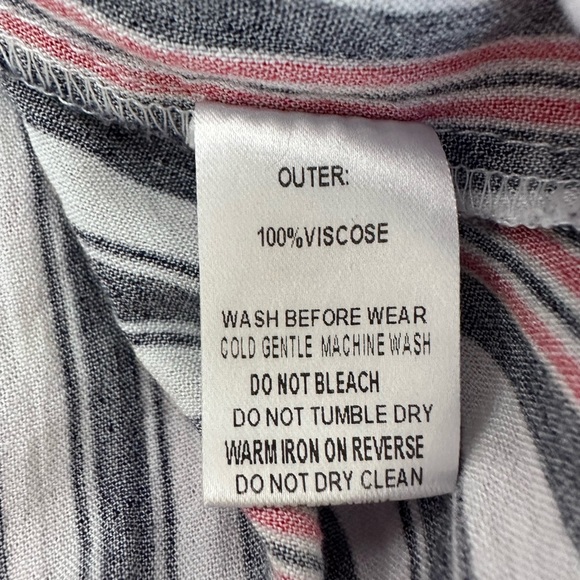 OUTER:
100%VISCOSE
WASH BEFORE WEAR
COLD GENTLE MACHINE WASH
DO NOT BLEACH
DO NOT TUMBLE DRY
WARM IRON ON REVERSE
DO NOT DRY CLEAN